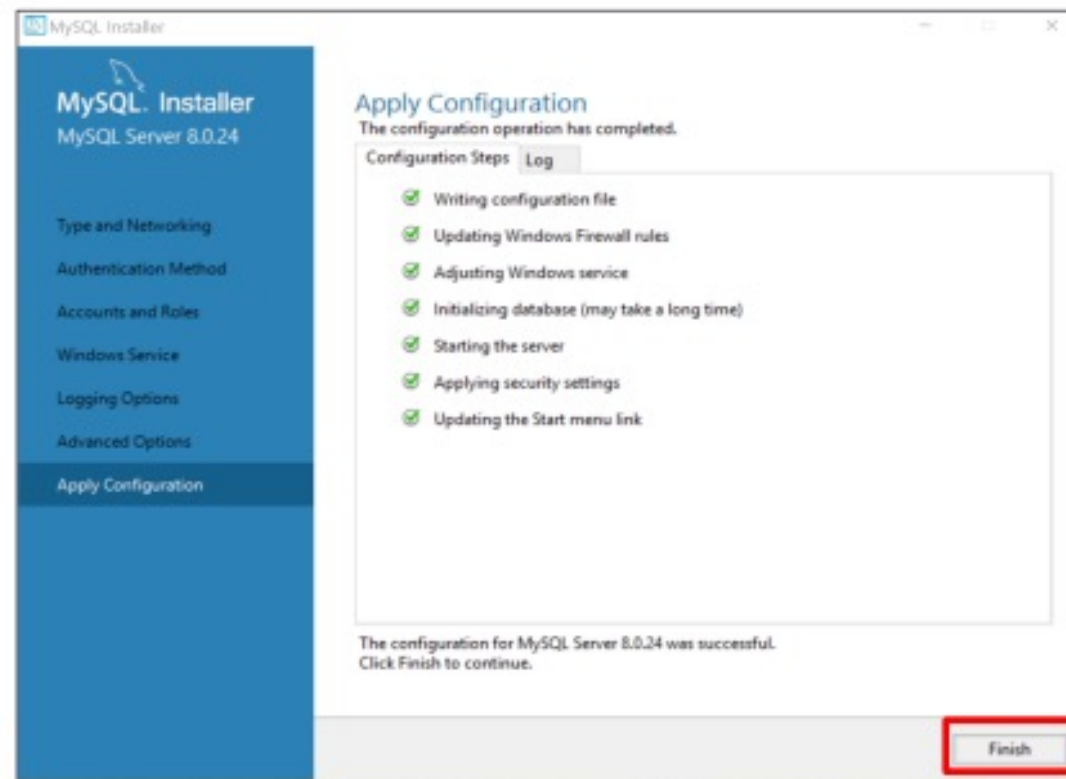 MySQL Installer
MySQL. Installer
MySQL Server 8.0.24
Type and Networking
Authentication Method
Accounts and Roles
Windows Service
Logging Options
Advanced Options
Apply Configuration
Apply Configuration
The configuration operation has completed.
Configuration Steps Log
Writing configuration file
Updating Windows Firewall rules
Adjusting Windows service
Initializing database (may take a long time)
Starting the server
Applying security settings
Updating the Start menu link
The configuration for MySQL Server 8.0.24 was successful.
Click Finish to continue.
Finish